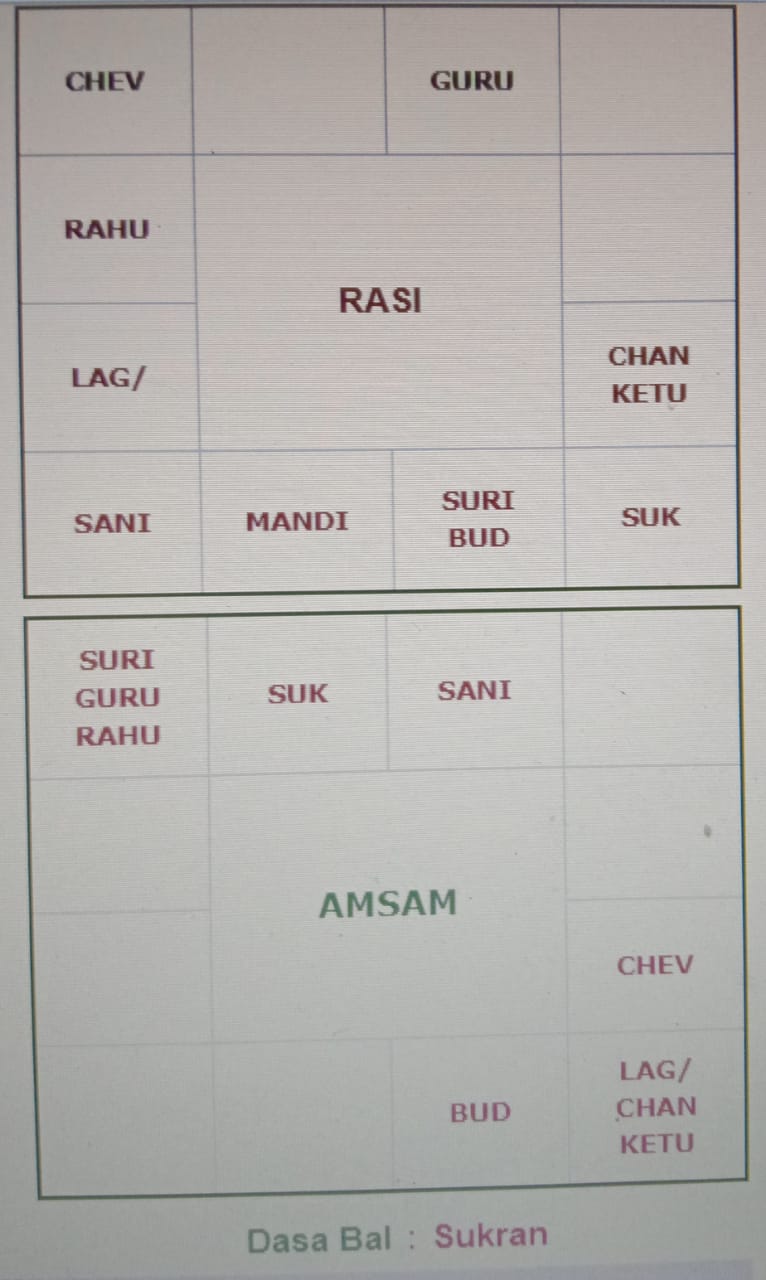 CHEV
GURU
RAHU
RASI
LAG/
CHAN
KETU
SANI
MANDI
SURI
BUD
SUK
SURI
GURU
RAHU
SUK
SANI
AMSAM
CHEV
BUD
LAG/
CHAN
KETU
Dasa Bal : Sukran